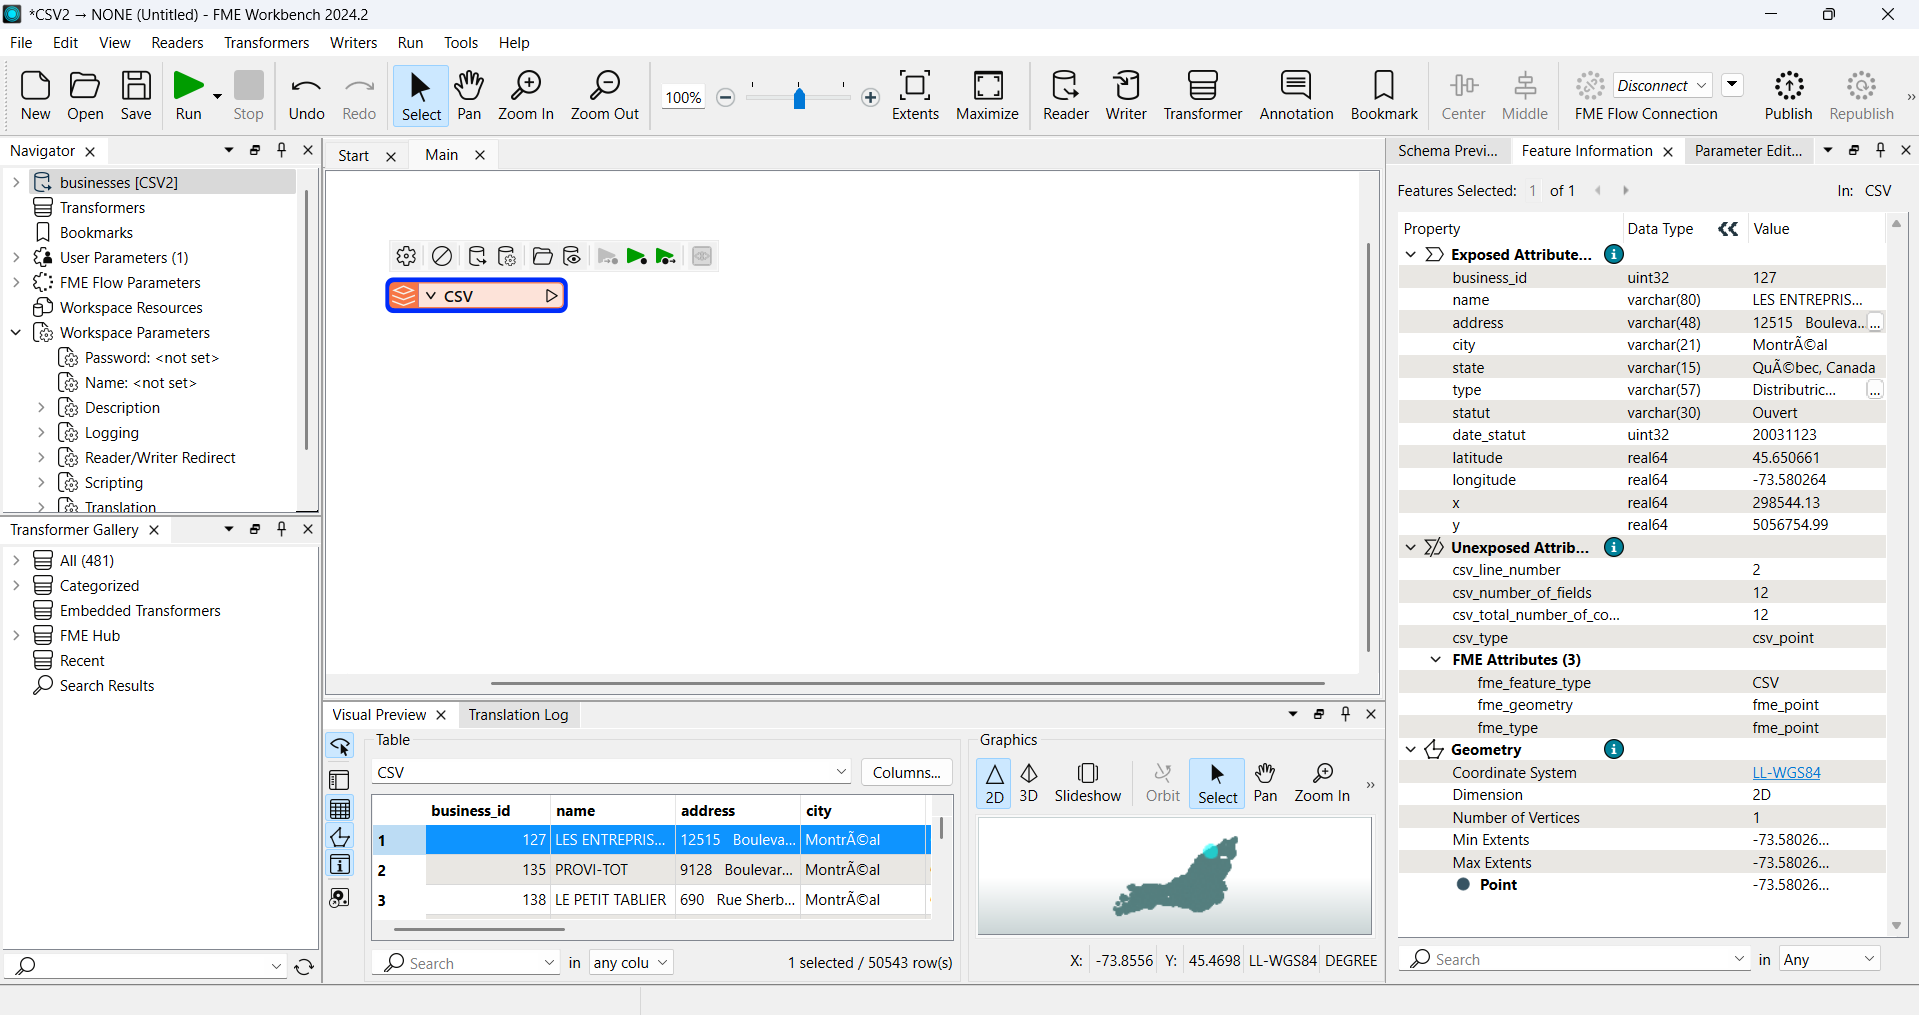 *CSV2 → NONE (Untitled) - FME Workbench 2024.2
File Edit View Readers Transformers Writers Run Tools Help
New Open Save Run Stop Undo Redo Select Pan Zoom In Zoom Out 100% Extents Maximize Reader Writer Transformer Annotation Bookmark Center Middle Disconnect FME Flow Connection Publish Republish
Navigator
businesses [CSV2]
Transformers
Bookmarks
User Parameters (1)
FME Flow Parameters
Workspace Resources
Workspace Parameters
Password: <not set>
Name: <not set>
Description
Logging
Reader/Writer Redirect
Scripting
Translation
Transformer Gallery
All (481)
Categorized
Embedded Transformers
FME Hub
Recent
Search Results
Start Main
CSV
Visual Preview Translation Log
Table
CSV Columns...
business_id name address city
1 127 LES ENTREPRIS... 12515 Bouleva... MontrÃ©al
2 135 PROVI-TOT 9128 Boulevar... MontrÃ©al
3 138 LE PETIT TABLIER 690 Rue Sherb... MontrÃ©al
Search in any colu 1 selected / 50543 row(s)
Graphics
2D 3D Slideshow Orbit Select Pan Zoom In
X: -73.8556 Y: 45.4698 LL-WGS84 DEGREE
Schema Previ... Feature Information Parameter Edit...
Features Selected: 1 of 1 In: CSV
Property Data Type Value
Exposed Attribute...
business_id uint32 127
name varchar(80) LES ENTREPRIS...
address varchar(48) 12515 Bouleva.. ...
city varchar(21) MontrÃ©al
state varchar(15) QuÃ©bec, Canada
type varchar(57) Distributric... ...
statut varchar(30) Ouvert
date_statut uint32 20031123
latitude real64 45.650661
longitude real64 -73.580264
x real64 298544.13
y real64 5056754.99
Unexposed Attrib...
csv_line_number 2
csv_number_of_fields 12
csv_total_number_of_co... 12
csv_type csv_point
FME Attributes (3)
fme_feature_type CSV
fme_geometry fme_point
fme_type fme_point
Geometry
Coordinate System LL-WGS84
Dimension 2D
Number of Vertices 1
Min Extents -73.58026...
Max Extents -73.58026...
Point -73.58026...
Search in Any